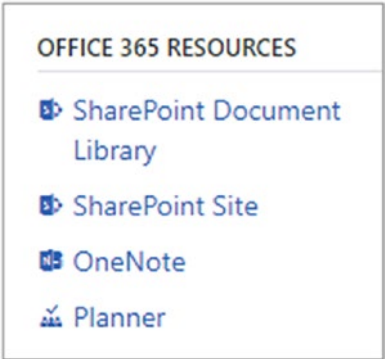 OFFICE 365 RESOURCES
SharePoint Document
Library
SharePoint Site
OneNote
Planner